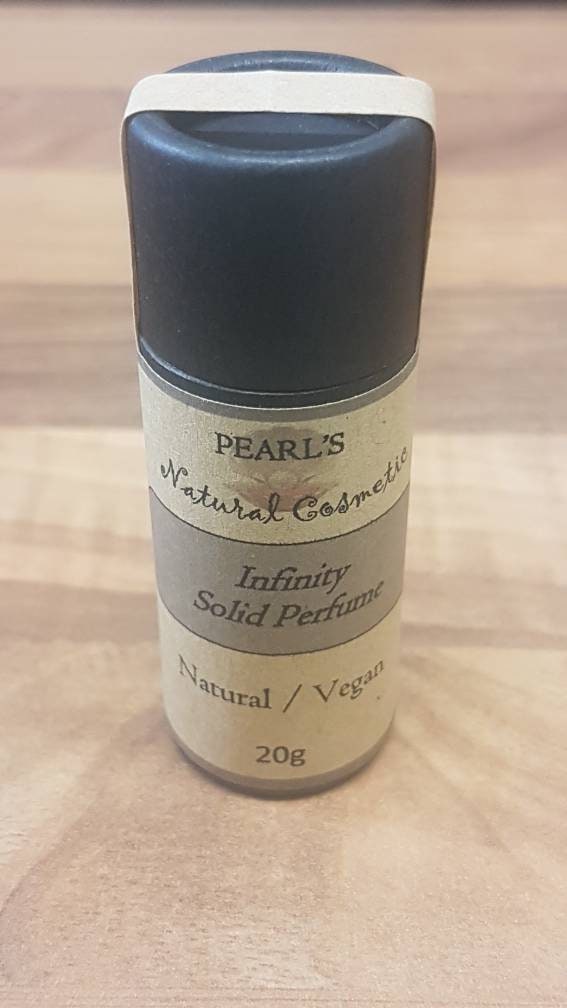 PEARL'S
Natural Cosmetic
Infinity
Solid Perfume
Natural / Vegan
20g